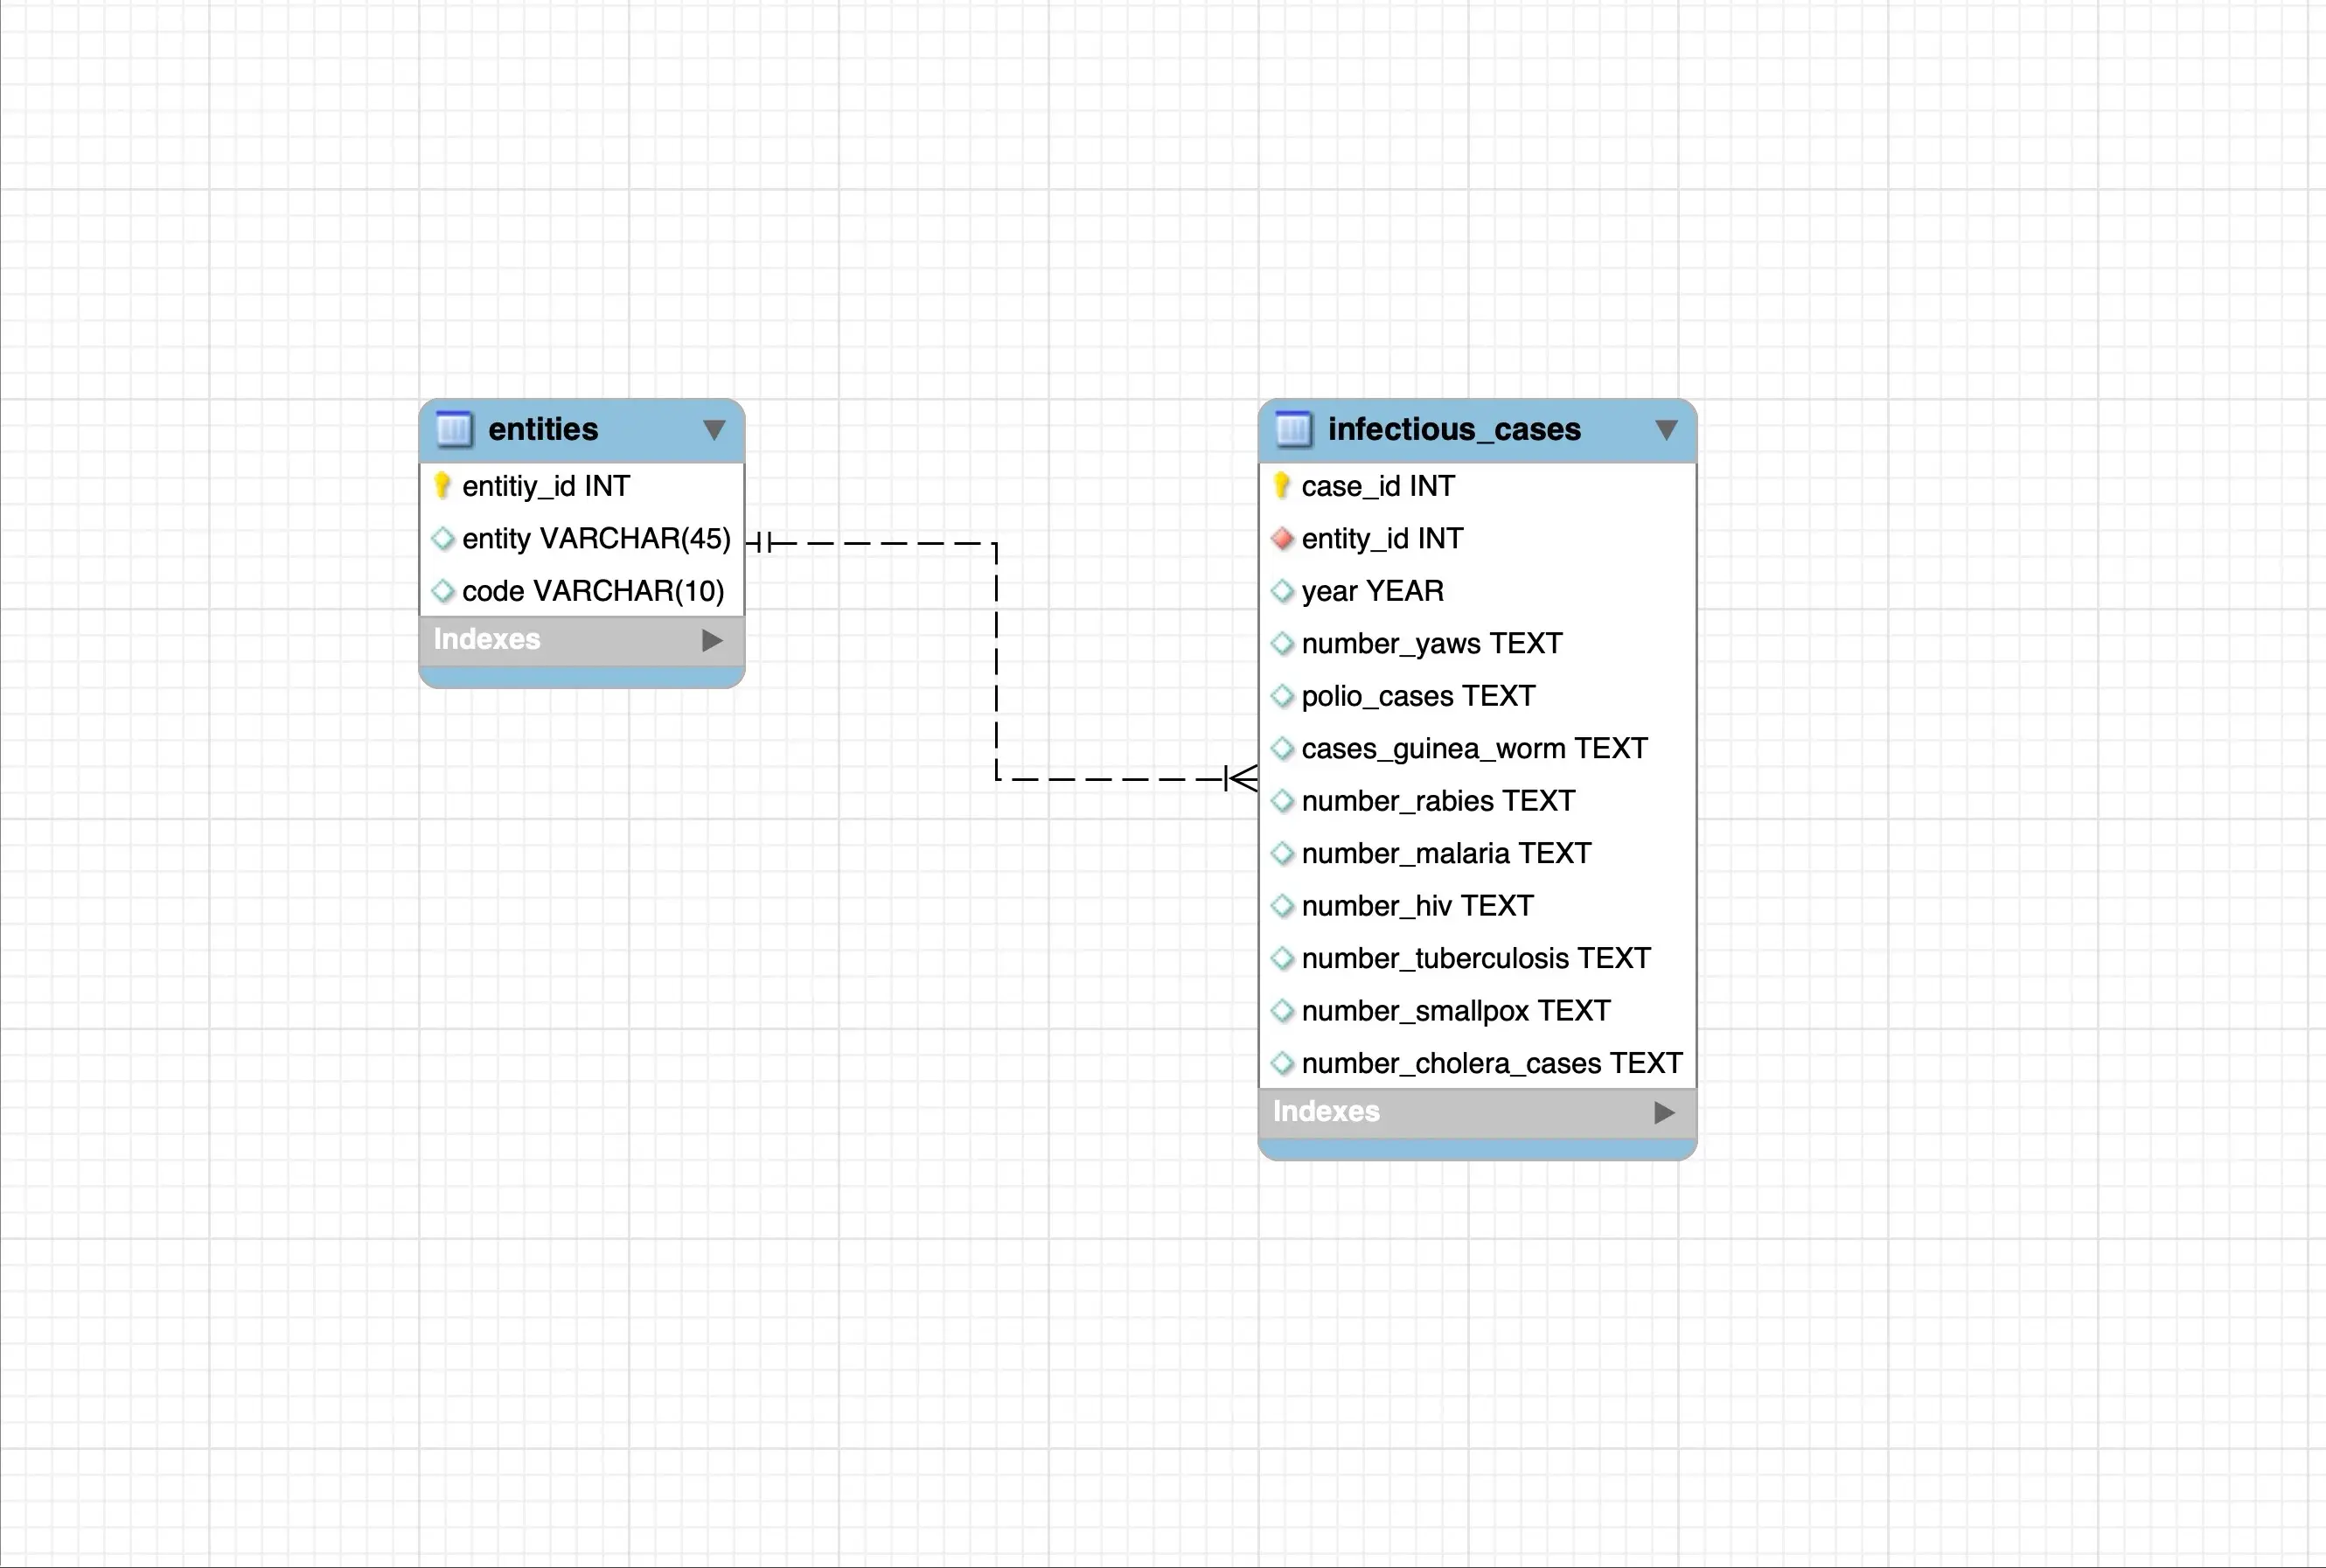 entities
entitiy_id INT
entity VARCHAR(45)
code VARCHAR(10)
Indexes
infectious_cases
case_id INT
entity_id INT
year YEAR
number_yaws TEXT
polio_cases TEXT
cases_guinea_worm TEXT
number_rabies TEXT
number_malaria TEXT
number_hiv TEXT
number_tuberculosis TEXT
number_smallpox TEXT
number_cholera_cases TEXT
Indexes